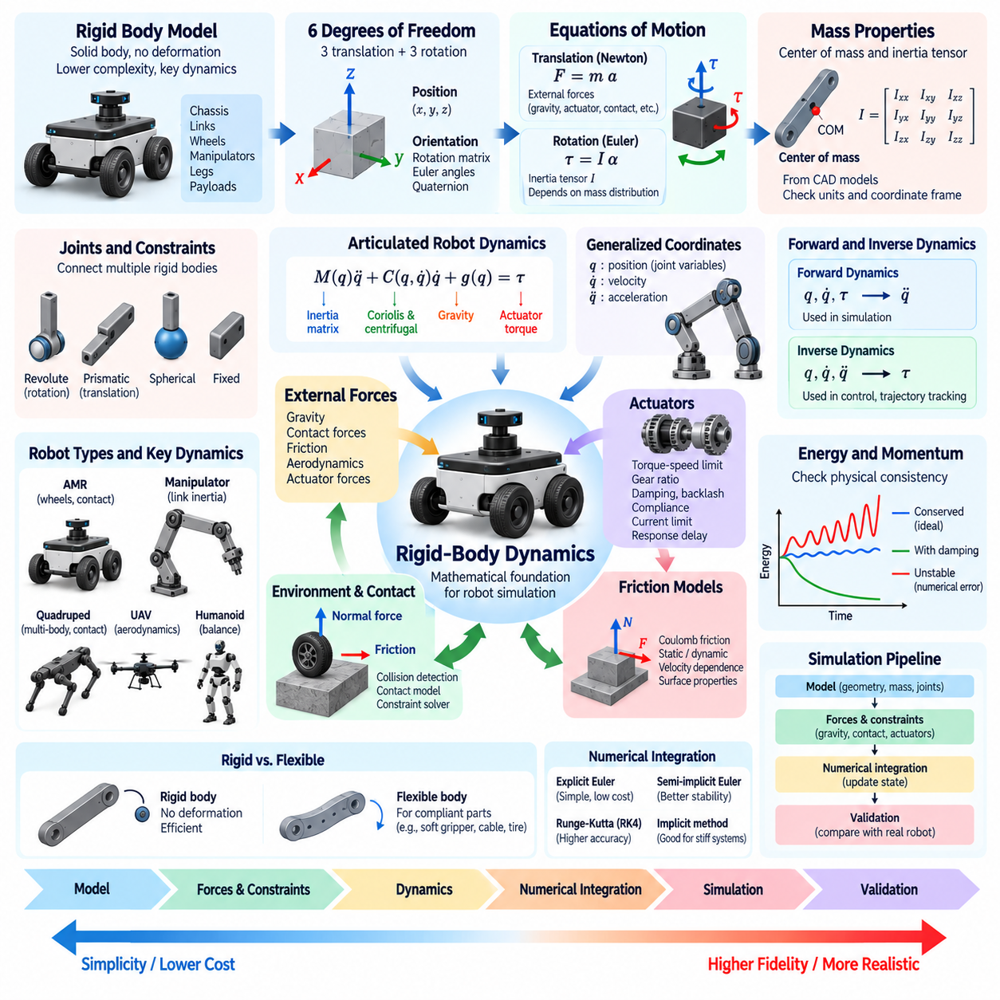 Rigid Body Model
Solid body, no deformation
Lower complexity, key dynamics
Chassis
Links
Wheels
Manipulators
Legs
Payloads
6 Degrees of Freedom
3 translation + 3 rotation
z
x
y
Position
(x, y, z)
Orientation
Rotation matrix
Euler angles
Quaternion
Equations of Motion
Translation (Newton)
F = m a
External forces
(gravity, actuator, contact, etc.)
Rotation (Euler)
τ = I α
Inertia tensor I
Depends on mass distribution
τ
τ
Mass Properties
Center of mass and inertia tensor
COM
Center of mass
I = [ I_xx I_xy I_xz
I_yx I_yy I_yz
I_zx I_zy I_zz ]
From CAD models
Check units and coordinate frame
Joints and Constraints
Connect multiple rigid bodies
Revolute
(rotation)
Prismatic
(translation)
Spherical
Fixed
Articulated Robot Dynamics
M(q)q̈ + C(q, q̇)q̇ + g(q) = τ
Inertia
matrix
Coriolis &
centrifugal
Gravity
Actuator
torque
Generalized Coordinates
q : position (joint variables)
q̇ : velocity
q̈ : acceleration
Forward and Inverse Dynamics
Forward Dynamics
q, q̇, τ → q̈
Used in simulation
Inverse Dynamics
q, q̇, q̈ → τ
Used in control, trajectory tracking
External Forces
Gravity
Contact forces
Friction
Aerodynamics
Actuator forces
Actuators
Torque-speed limit
Gear ratio
Damping, backlash
Compliance
Current limit
Response delay
Rigid-Body Dynamics
Mathematical foundation
for robot simulation
Robot Types and Key Dynamics
AMR
(wheels, contact)
Manipulator
(link inertia)
Quadruped
(multi-body, contact)
UAV
(aerodynamics)
Humanoid
(balance)
Environment & Contact
Normal force
Friction
Collision detection
Contact model
Constraint solver
Friction Models
N
F
Coulomb friction
Static / dynamic
Velocity dependence
Surface properties
Energy and Momentum
Check physical consistency
Energy
Time
Conserved
(ideal)
With damping
Unstable
(numerical error)
Simulation Pipeline
Model (geometry, mass, joints)
Forces & constraints
(gravity, contact, actuators)
Numerical integration
(update state)
Validation
(compare with real robot)
Rigid vs. Flexible
Rigid body
No deformation
Efficient
Flexible body
For compliant parts
(e.g., soft gripper, cable, tire)
Numerical Integration
Explicit Euler
(Simple, low cost)
Semi-implicit Euler
(Better stability)
Runge-Kutta (RK4)
(Higher accuracy)
Implicit method
(Good for stiff systems)
Model
Forces & Constraints
Dynamics
Numerical Integration
Simulation
Validation
Simplicity / Lower Cost
Higher Fidelity / More Realistic